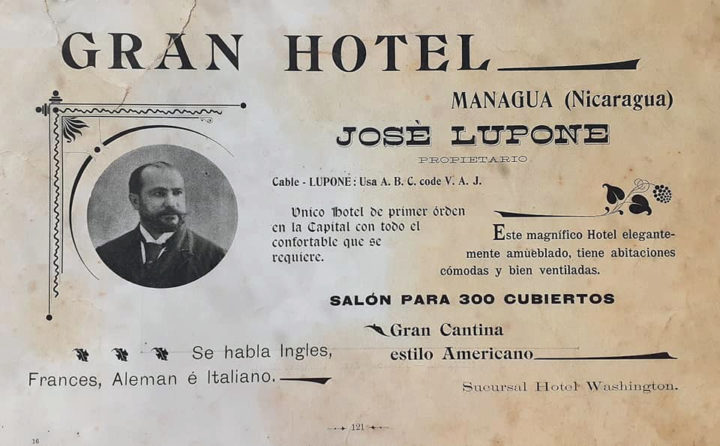 GRAN HOTEL
MANAGUA (Nicaragua)
JOSÈ LUPONE
PROPIETARIO
Cable - LUPONE: Usa A. B. C. code V. A. J.
Unico Hotel de primer órden
en la Capital con todo el
confortable que se
requiere.
Este magnífico Hotel elegante-
mente amueblado, tiene abitaciones
cómodas y bien ventiladas.
SALÓN PARA 300 CUBIERTOS
Gran Cantina
estilo Americano
Se habla Ingles,
Frances, Aleman é Italiano.
Sucursal Hotel Washington.
121
16